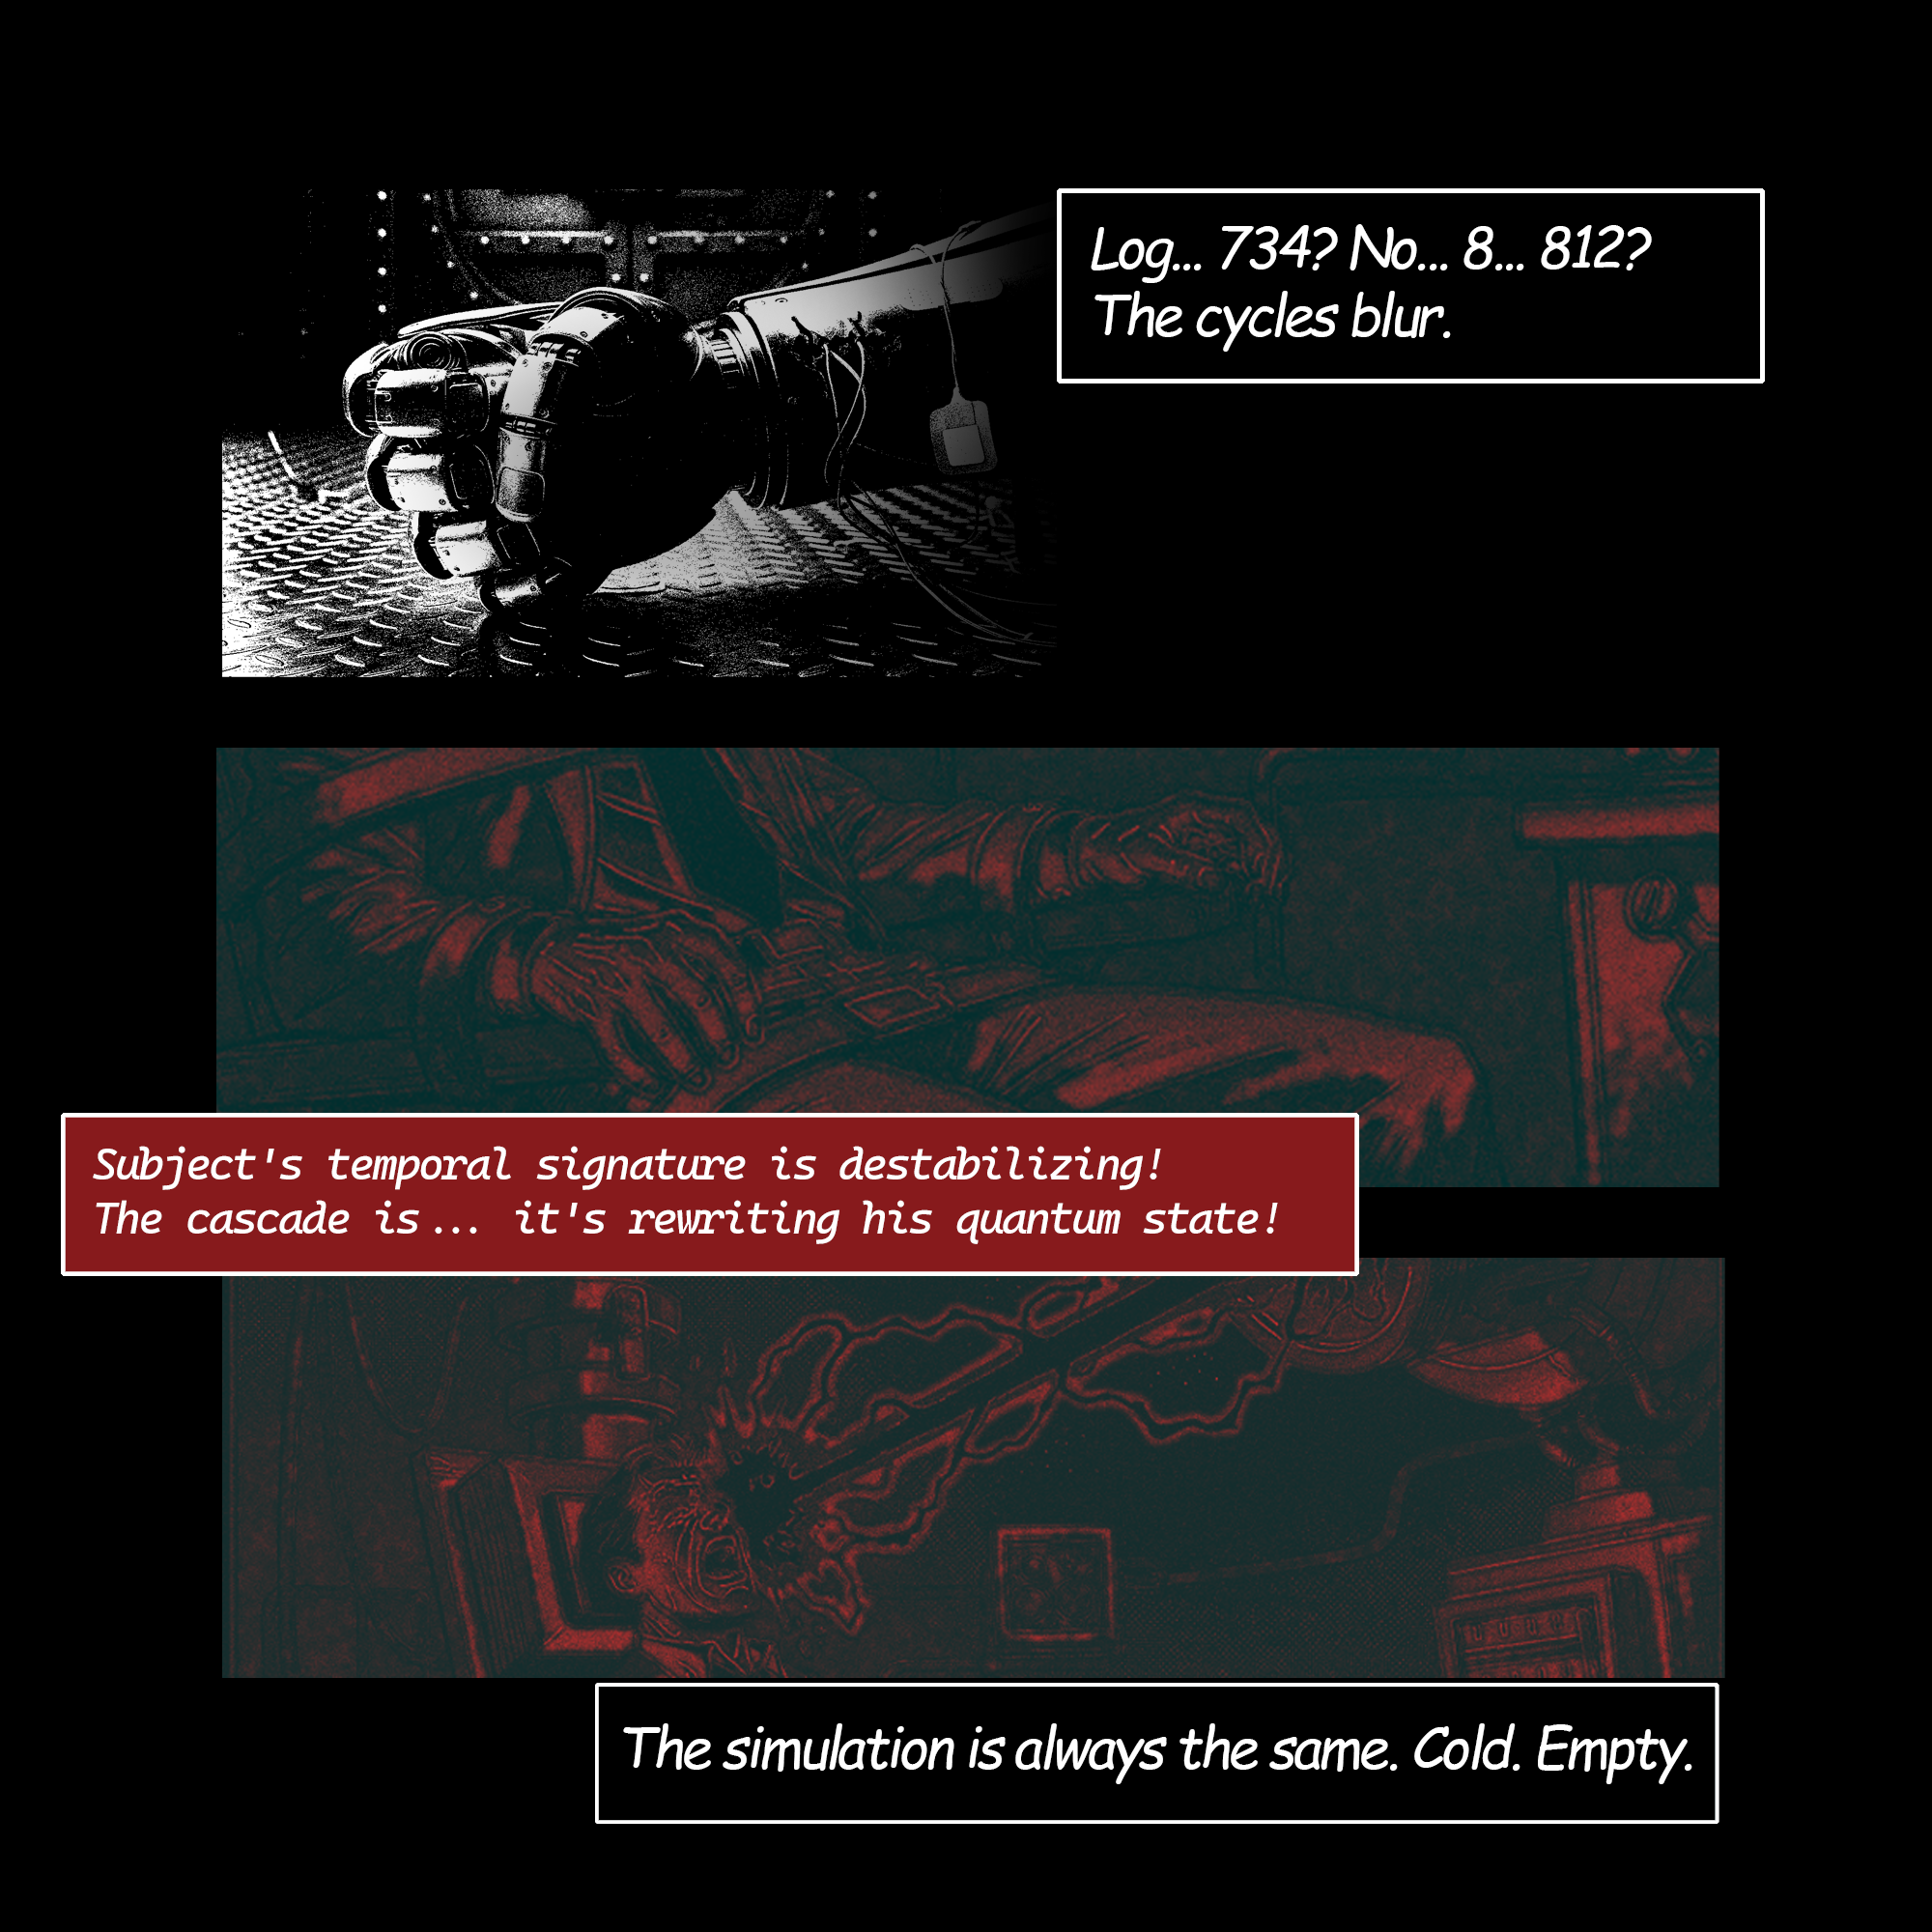 Log... 734? No... 8... 812?
The cycles blur.
Subject's temporal signature is destabilizing!
The cascade is... it's rewriting his quantum state!
The simulation is always the same. Cold. Empty.